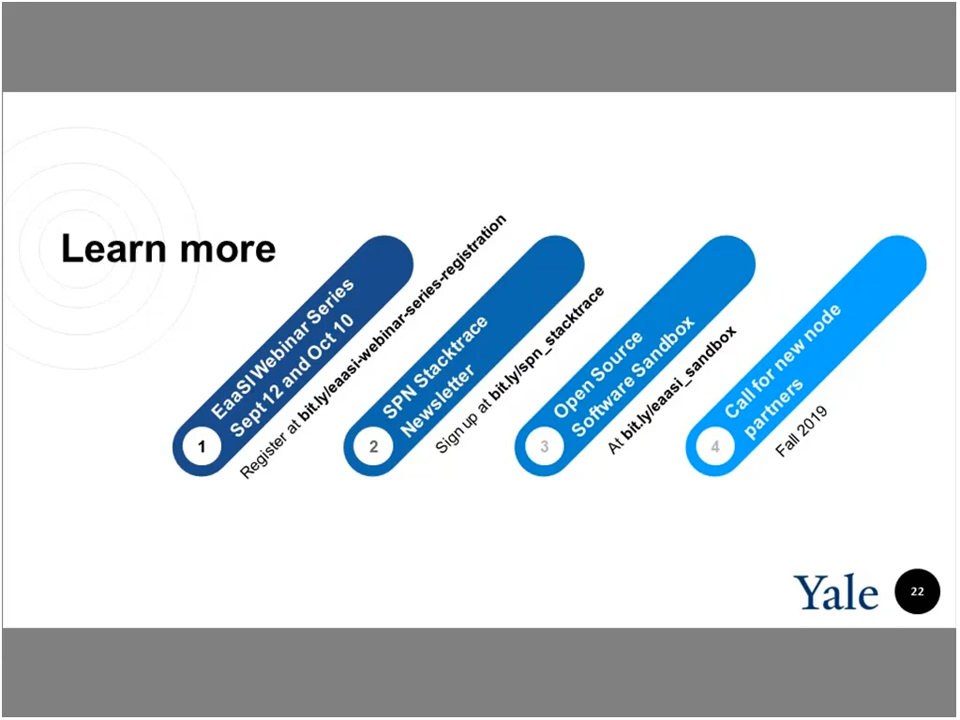 Learn more
1
EaaSI Webinar Series
Sept 12 and Oct 10
Register at bit.ly/eaasi-webinar-series-registration
2
SPN Stacktrace
Newsletter
Sign up at bit.ly/spn_stacktrace
3
Open Source
Software Sandbox
At bit.ly/eaasi_sandbox
4
Call for new node
partners
Fall 2019
Yale
22